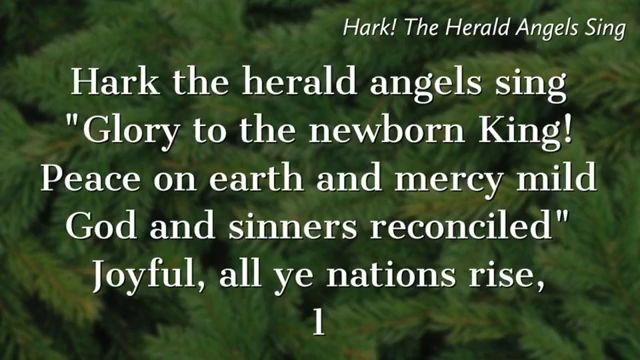 Hark! The Herald Angels Sing
Hark the herald angels sing
"Glory to the newborn King!
Peace on earth and mercy mild
God and sinners reconciled"
Joyful, all ye nations rise,
1